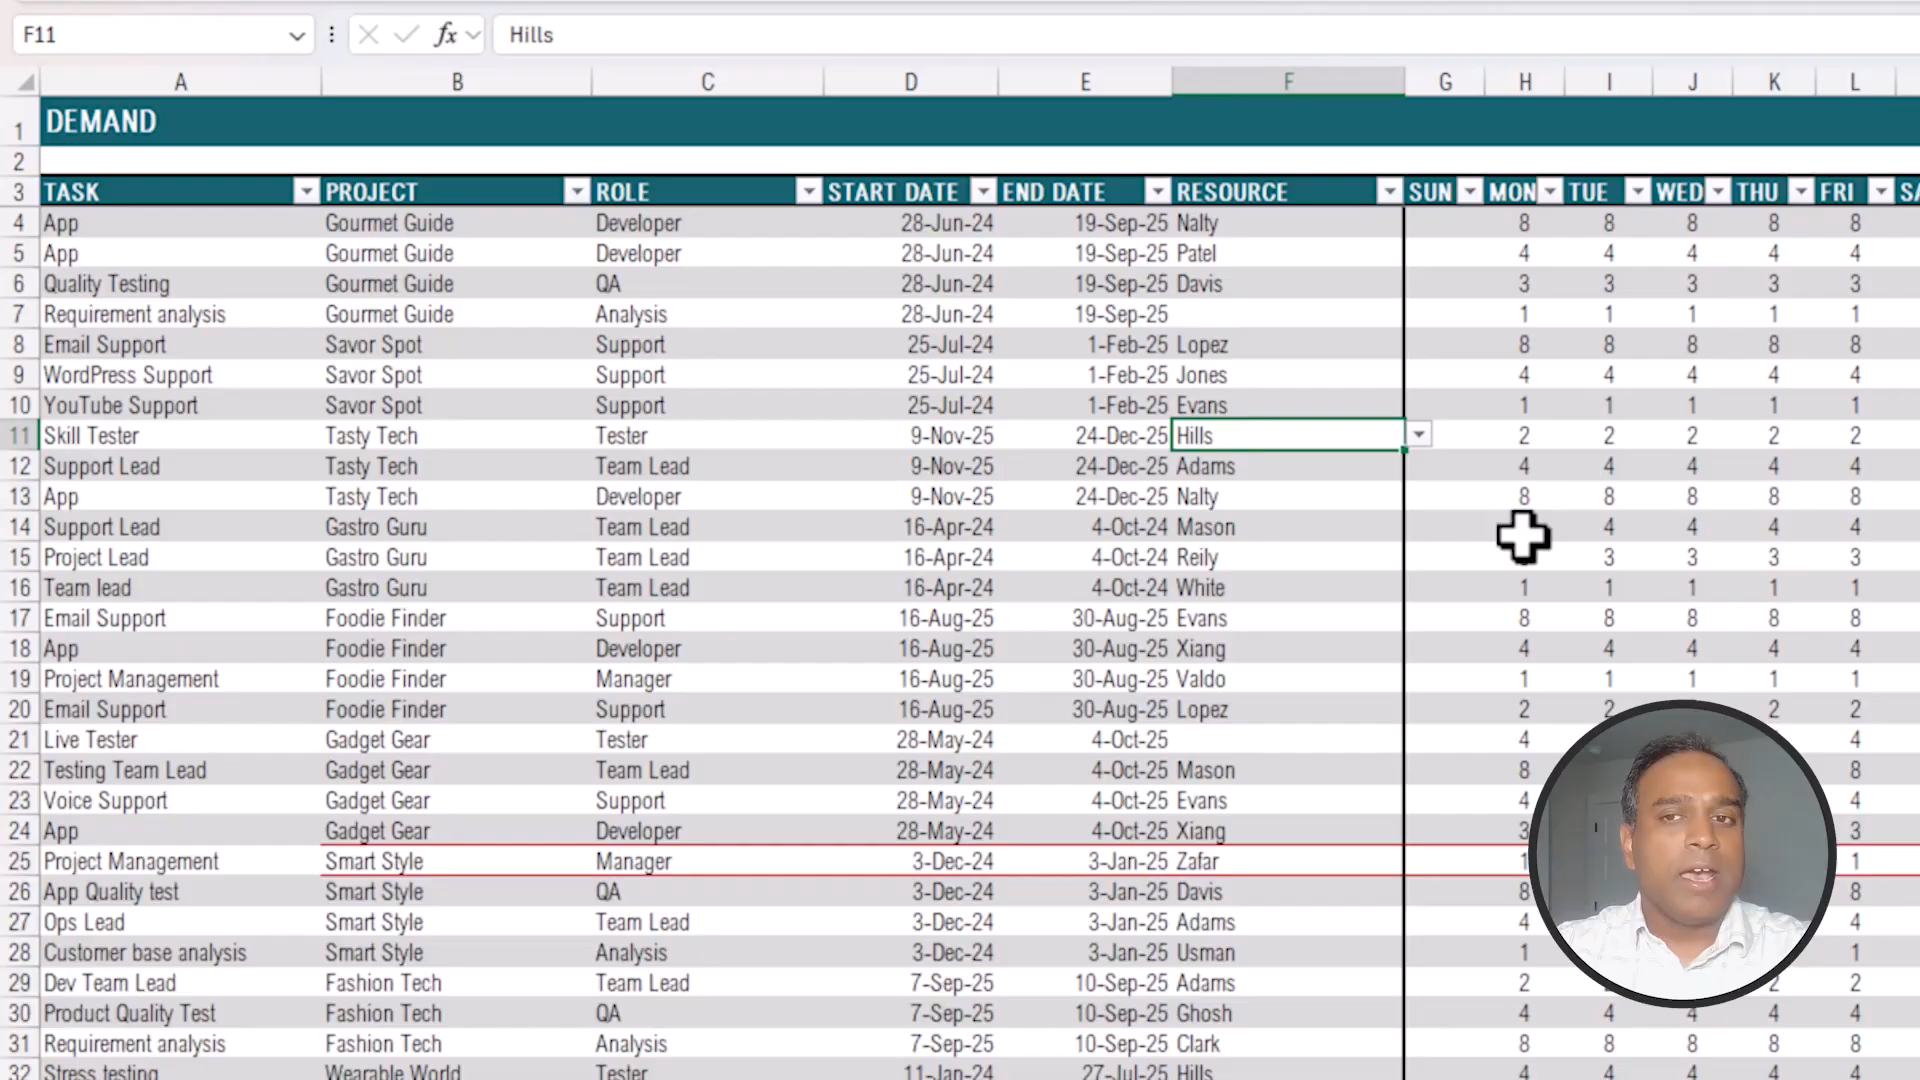 F11 fx Hills
A B C D E F G H I J K L
1 DEMAND
2
3 TASK PROJECT ROLE START DATE END DATE RESOURCE SUN MON TUE WED THU FRI
4 App Gourmet Guide Developer 28-Jun-24 19-Sep-25 Nalty 8 8 8 8 8
5 App Gourmet Guide Developer 28-Jun-24 19-Sep-25 Patel 4 4 4 4 4
6 Quality Testing Gourmet Guide QA 28-Jun-24 19-Sep-25 Davis 3 3 3 3 3
7 Requirement analysis Gourmet Guide Analysis 28-Jun-24 19-Sep-25 1 1 1 1 1
8 Email Support Savor Spot Support 25-Jul-24 1-Feb-25 Lopez 8 8 8 8 8
9 WordPress Support Savor Spot Support 25-Jul-24 1-Feb-25 Jones 4 4 4 4 4
10 YouTube Support Savor Spot Support 25-Jul-24 1-Feb-25 Evans 1 1 1 1 1
11 Skill Tester Tasty Tech Tester 9-Nov-25 24-Dec-25 Hills 2 2 2 2 2
12 Support Lead Tasty Tech Team Lead 9-Nov-25 24-Dec-25 Adams 4 4 4 4 4
13 App Tasty Tech Developer 9-Nov-25 24-Dec-25 Nalty 8 8 8 8 8
14 Support Lead Gastro Guru Team Lead 16-Apr-24 4-Oct-24 Mason 4 4 4 4
15 Project Lead Gastro Guru Team Lead 16-Apr-24 4-Oct-24 Reily 3 3 3 3
16 Team lead Gastro Guru Team Lead 16-Apr-24 4-Oct-24 White 1 1 1 1 1
17 Email Support Foodie Finder Support 16-Aug-25 30-Aug-25 Evans 8 8 8 8 8
18 App Foodie Finder Developer 16-Aug-25 30-Aug-25 Xiang 4 4 4 4 4
19 Project Management Foodie Finder Manager 16-Aug-25 30-Aug-25 Valdo 1 1 1 1 1
20 Email Support Foodie Finder Support 16-Aug-25 30-Aug-25 Lopez 2 2 2 2
21 Live Tester Gadget Gear Tester 28-May-24 4-Oct-25 4 4
22 Testing Team Lead Gadget Gear Team Lead 28-May-24 4-Oct-25 Mason 8 8
23 Voice Support Gadget Gear Support 28-May-24 4-Oct-25 Evans 4 4
24 App Gadget Gear Developer 28-May-24 4-Oct-25 Xiang 3 3
25 Project Management Smart Style Manager 3-Dec-24 3-Jan-25 Zafar 1 1
26 App Quality test Smart Style QA 3-Dec-24 3-Jan-25 Davis 8 8
27 Ops Lead Smart Style Team Lead 3-Dec-24 3-Jan-25 Adams 4 4
28 Customer base analysis Smart Style Analysis 3-Dec-24 3-Jan-25 Usman 1 1
29 Dev Team Lead Fashion Tech Team Lead 7-Sep-25 10-Sep-25 Adams 2 2 2
30 Product Quality Test Fashion Tech QA 7-Sep-25 10-Sep-25 Ghosh 4 4 4 4 4
31 Requirement analysis Fashion Tech Analysis 7-Sep-25 10-Sep-25 Clark 8 8 8 8 8
32 Stress testing Wearable World Tester 11-Jan-24 27-Jul-25 Hills 4 4 4 4 4